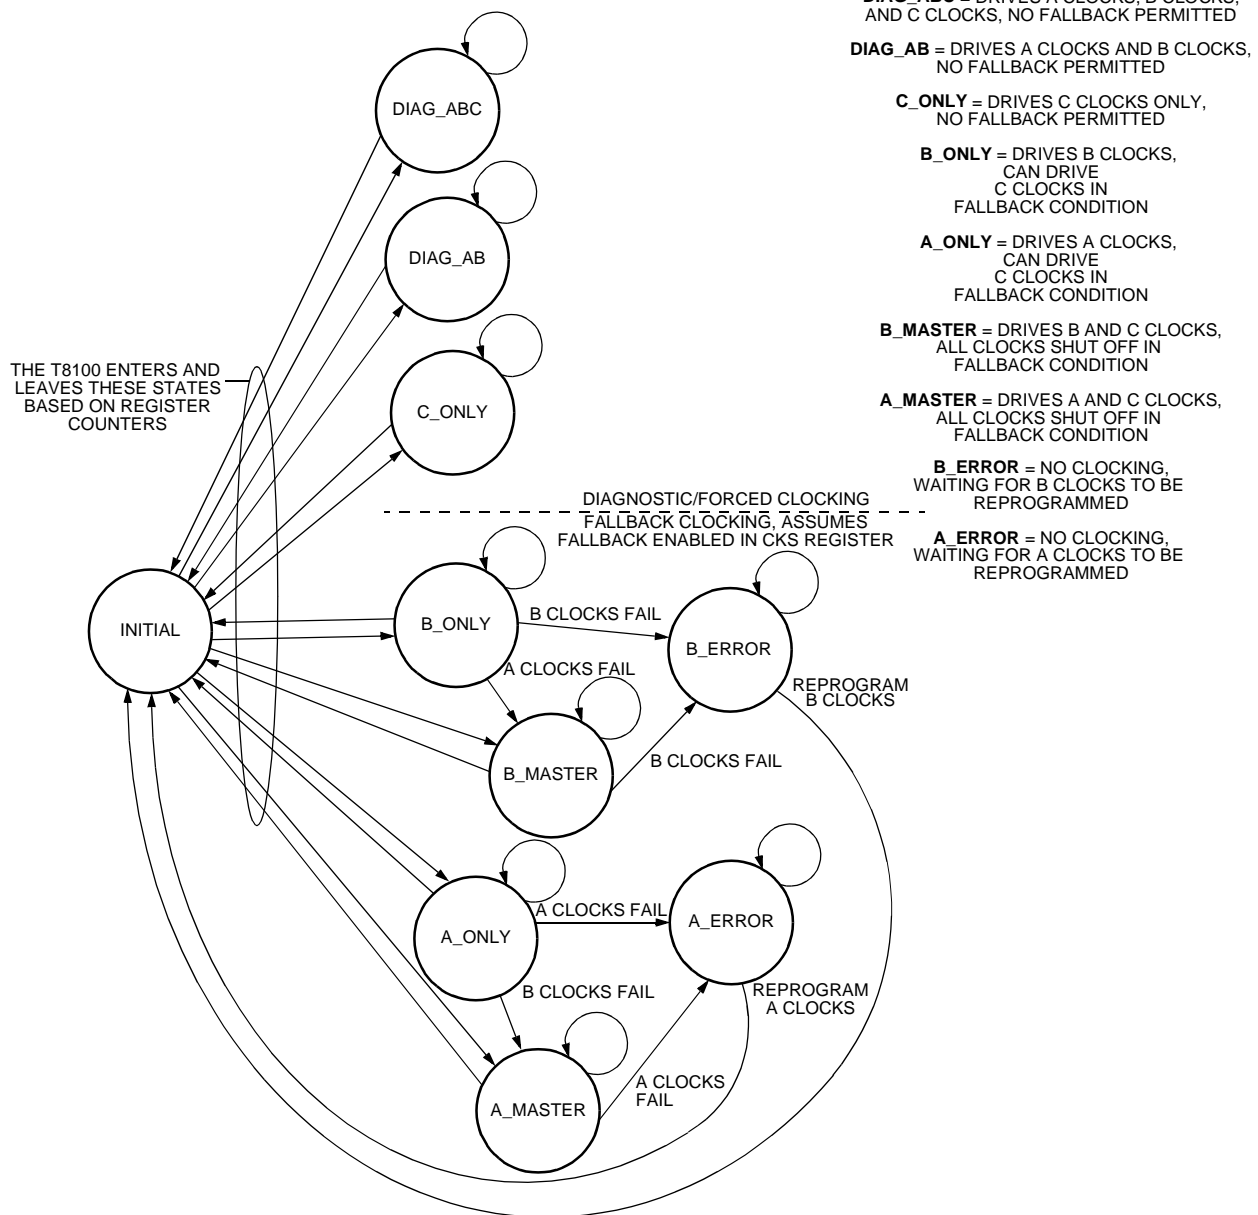 AND C CLOCKS, NO FALLBACK PERMITTED
DIAG_AB = DRIVES A CLOCKS AND B CLOCKS,
NO FALLBACK PERMITTED
C_ONLY = DRIVES C CLOCKS ONLY,
NO FALLBACK PERMITTED
B_ONLY = DRIVES B CLOCKS,
CAN DRIVE
C CLOCKS IN
FALLBACK CONDITION
A_ONLY = DRIVES A CLOCKS,
CAN DRIVE
C CLOCKS IN
FALLBACK CONDITION
B_MASTER = DRIVES B AND C CLOCKS,
ALL CLOCKS SHUT OFF IN
FALLBACK CONDITION
A_MASTER = DRIVES A AND C CLOCKS,
ALL CLOCKS SHUT OFF IN
FALLBACK CONDITION
B_ERROR = NO CLOCKING,
WAITING FOR B CLOCKS TO BE
REPROGRAMMED
A_ERROR = NO CLOCKING,
WAITING FOR A CLOCKS TO BE
REPROGRAMMED
DIAG_ABC
DIAG_AB
C_ONLY
THE T8100 ENTERS AND
LEAVES THESE STATES
BASED ON REGISTER
COUNTERS
DIAGNOSTIC/FORCED CLOCKING
FALLBACK CLOCKING, ASSUMES
FALLBACK ENABLED IN CKS REGISTER
INITIAL
B_ONLY
B CLOCKS FAIL
B_ERROR
A CLOCKS FAIL
REPROGRAM
B CLOCKS
B_MASTER
B CLOCKS FAIL
A_ONLY
A CLOCKS FAIL
A_ERROR
B CLOCKS FAIL
REPROGRAM
A CLOCKS
A_MASTER
A CLOCKS
FAIL